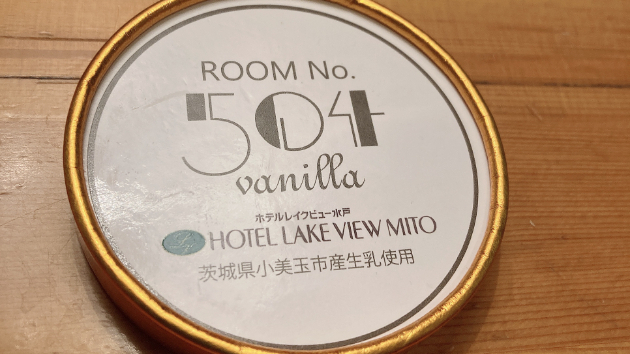 ROOM No.
504
vanilla
ホテルレイクビュー水戸
HOTEL LAKE VIEW MITO
茨城県小美玉市産生乳使用